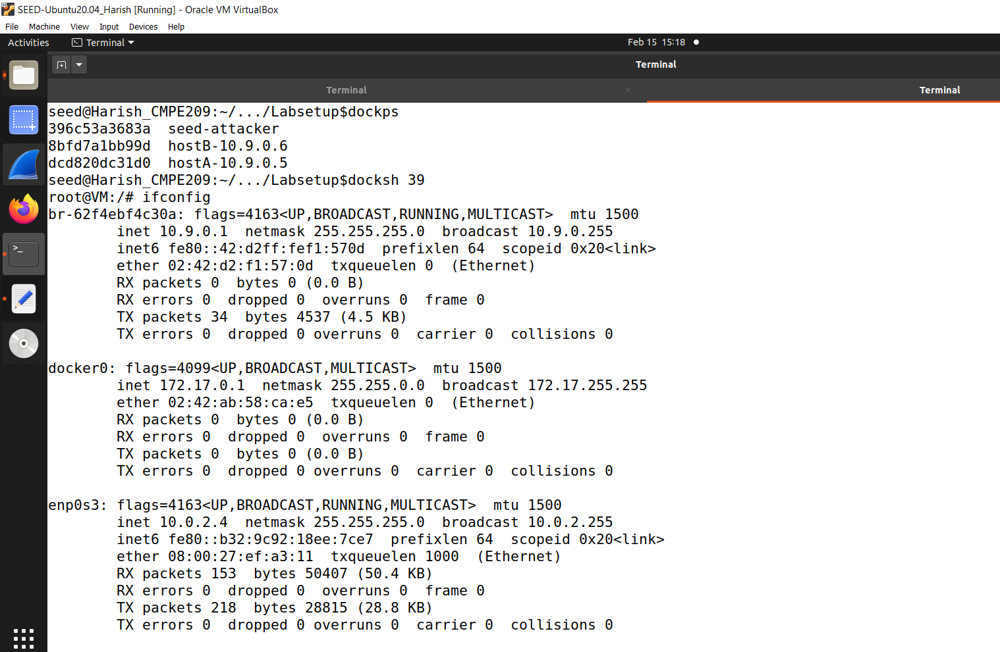 SEED-Ubuntu20.04_Harish [Running] - Oracle VM VirtualBox
File Machine View Input Devices Help
Activities Terminal Feb 15 15:18
Terminal
Terminal × Terminal
seed@Harish_CMPE209:~/.../Labsetup$dockps
396c53a3683a  seed-attacker
8bfd7a1bb99d  hostB-10.9.0.6
dcd820dc31d0  hostA-10.9.0.5
seed@Harish_CMPE209:~/.../Labsetup$docksh 39
root@VM:/# ifconfig
br-62f4ebf4c30a: flags=4163<UP,BROADCAST,RUNNING,MULTICAST>  mtu 1500
        inet 10.9.0.1  netmask 255.255.255.0  broadcast 10.9.0.255
        inet6 fe80::42:d2ff:fef1:570d  prefixlen 64  scopeid 0x20<link>
        ether 02:42:d2:f1:57:0d  txqueuelen 0  (Ethernet)
        RX packets 0  bytes 0 (0.0 B)
        RX errors 0  dropped 0  overruns 0  frame 0
        TX packets 34  bytes 4537 (4.5 KB)
        TX errors 0  dropped 0 overruns 0  carrier 0  collisions 0

docker0: flags=4099<UP,BROADCAST,MULTICAST>  mtu 1500
        inet 172.17.0.1  netmask 255.255.0.0  broadcast 172.17.255.255
        ether 02:42:ab:58:ca:e5  txqueuelen 0  (Ethernet)
        RX packets 0  bytes 0 (0.0 B)
        RX errors 0  dropped 0  overruns 0  frame 0
        TX packets 0  bytes 0 (0.0 B)
        TX errors 0  dropped 0 overruns 0  carrier 0  collisions 0

enp0s3: flags=4163<UP,BROADCAST,RUNNING,MULTICAST>  mtu 1500
        inet 10.0.2.4  netmask 255.255.255.0  broadcast 10.0.2.255
        inet6 fe80::b32:9c92:18ee:7ce7  prefixlen 64  scopeid 0x20<link>
        ether 08:00:27:ef:a3:11  txqueuelen 1000  (Ethernet)
        RX packets 153  bytes 50407 (50.4 KB)
        RX errors 0  dropped 0  overruns 0  frame 0
        TX packets 218  bytes 28815 (28.8 KB)
        TX errors 0  dropped 0 overruns 0  carrier 0  collisions 0